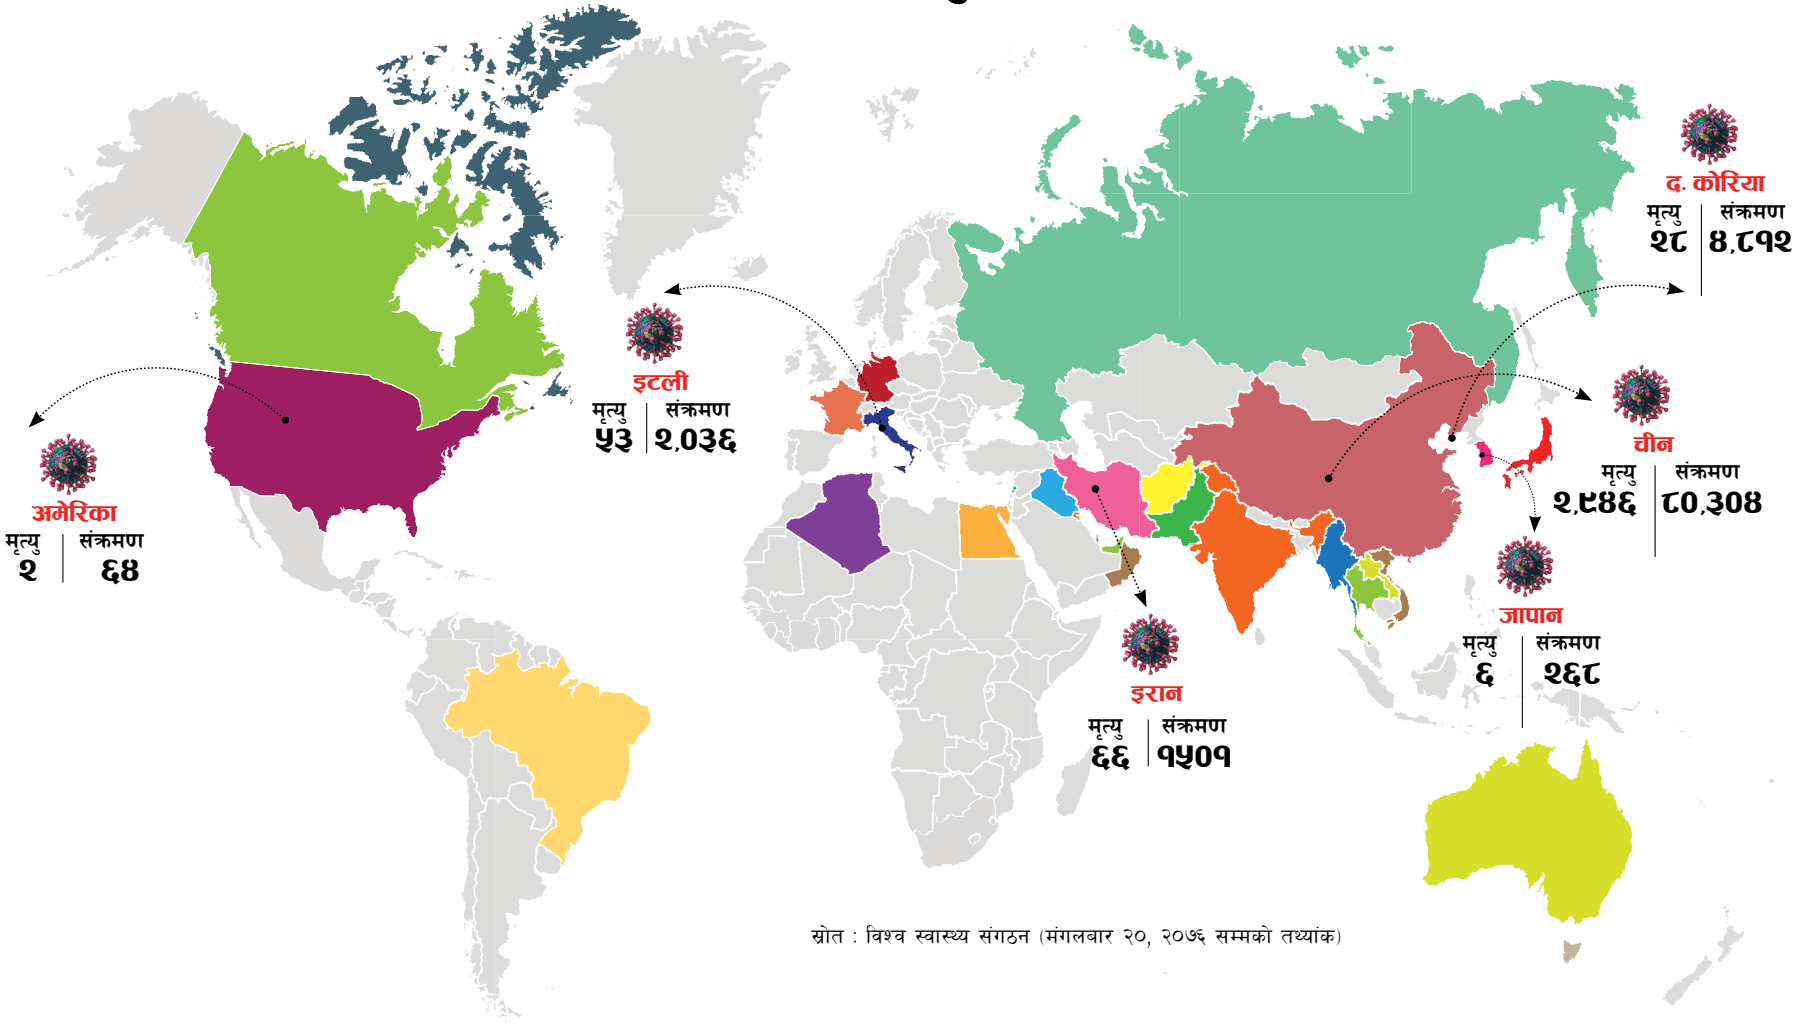 द. कोरिया
मृत्यु संक्रमण
२८ ४,८१२
इटली
मृत्यु संक्रमण
५३ २,०३६
चीन
मृत्यु संक्रमण
२,९४६ ८०,३०४
अमेरिका
मृत्यु संक्रमण
२ ६४
जापान
मृत्यु संक्रमण
६ २६८
इरान
मृत्यु संक्रमण
६६ १५०१
स्रोत : विश्व स्वास्थ्य संगठन (मंगलबार २०, २०७६ सम्मको तथ्यांक)